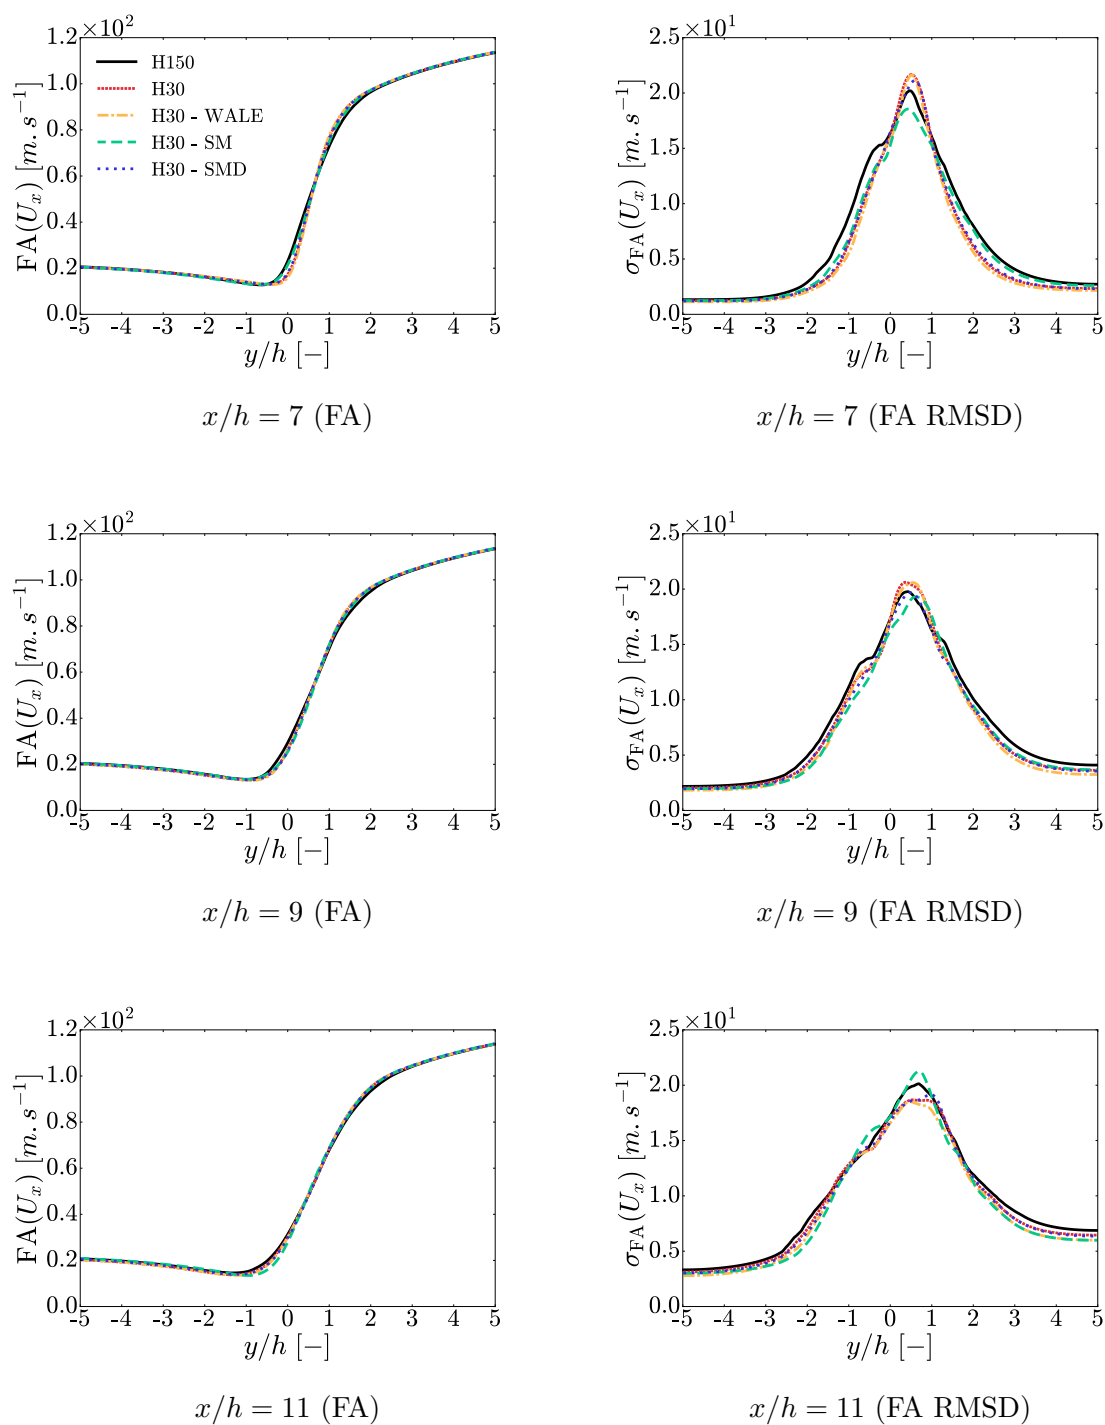 1.2 ×10² 2.5 ×10¹
FA(Uₓ) [m.s⁻¹] σFA(Uₓ) [m.s⁻¹]
H150
H30
H30 - WALE
H30 - SM
H30 - SMD
1.0 2.0
0.8 1.5
0.6 1.0
0.4 0.5
0.2 0.0
0.0
-5 -4 -3 -2 -1 0 1 2 3 4 5 -5 -4 -3 -2 -1 0 1 2 3 4 5
y/h [−] y/h [−]
x/h = 7 (FA) x/h = 7 (FA RMSD)
1.2 ×10² 2.5 ×10¹
FA(Uₓ) [m.s⁻¹] σFA(Uₓ) [m.s⁻¹]
1.0 2.0
0.8 1.5
0.6 1.0
0.4 0.5
0.2 0.0
0.0
-5 -4 -3 -2 -1 0 1 2 3 4 5 -5 -4 -3 -2 -1 0 1 2 3 4 5
y/h [−] y/h [−]
x/h = 9 (FA) x/h = 9 (FA RMSD)
1.2 ×10² 2.5 ×10¹
FA(Uₓ) [m.s⁻¹] σFA(Uₓ) [m.s⁻¹]
1.0 2.0
0.8 1.5
0.6 1.0
0.4 0.5
0.2 0.0
0.0
-5 -4 -3 -2 -1 0 1 2 3 4 5 -5 -4 -3 -2 -1 0 1 2 3 4 5
y/h [−] y/h [−]
x/h = 11 (FA) x/h = 11 (FA RMSD)